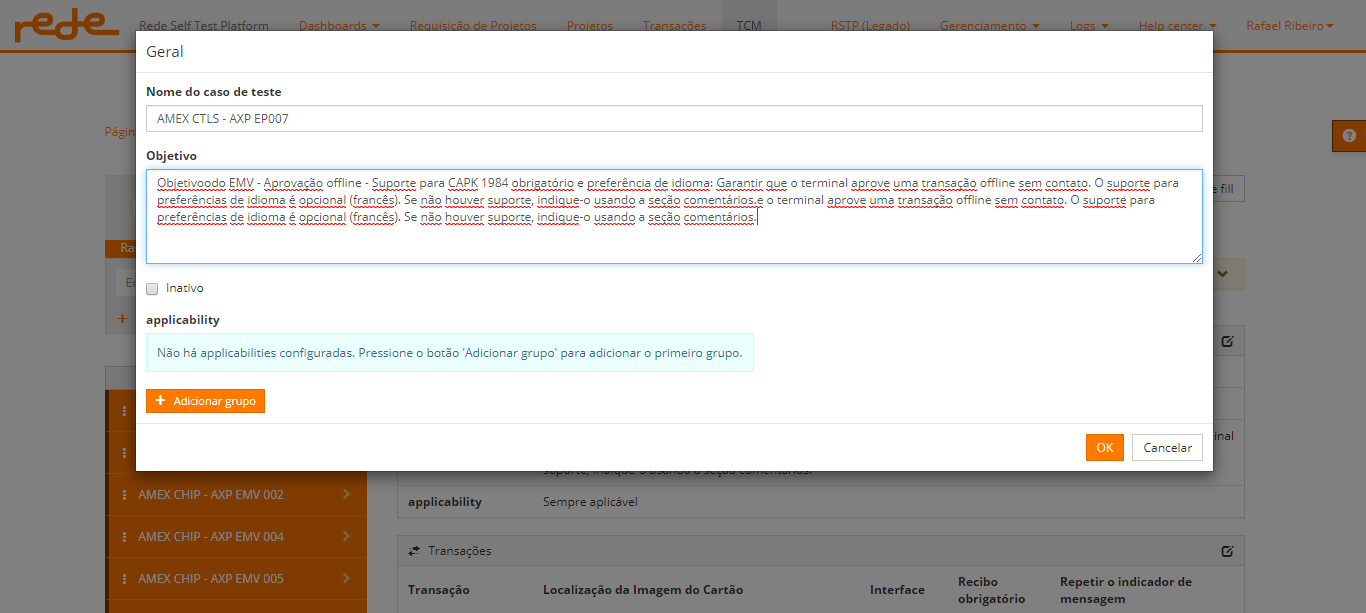 rede Rede Self Test Platform Dashboards Requisição de Projetos Projetos Transações TCM RSTP (Legado) Gerenciamento Logs Help center Rafael Ribeiro
Geral
Nome do caso de teste
AMEX CTLS - AXP EP007
Objetivo
Objetivoodo EMV - Aprovação offline - Suporte para CAPK 1984 obrigatório e preferência de idioma: Garantir que o terminal aprove uma transação offline sem contato. O suporte para
preferências de idioma é opcional (francês). Se não houver suporte, indique-o usando a seção comentários.e o terminal aprove uma transação offline sem contato. O suporte para
preferências de idioma é opcional (francês). Se não houver suporte, indique-o usando a seção comentários.
Inativo
applicability
Não há applicabilities configuradas. Pressione o botão 'Adicionar grupo' para adicionar o primeiro grupo.
+ Adicionar grupo
OK Cancelar
Págin
e fill
Ra
En
+
inal
suporte, indique-o usando a seção comentários.
applicability Sempre aplicável
AMEX CHIP - AXP EMV 002
AMEX CHIP - AXP EMV 004
AMEX CHIP - AXP EMV 005
Transações
Transação Localização da Imagem do Cartão Interface Recibo obrigatório Repetir o indicador de mensagem